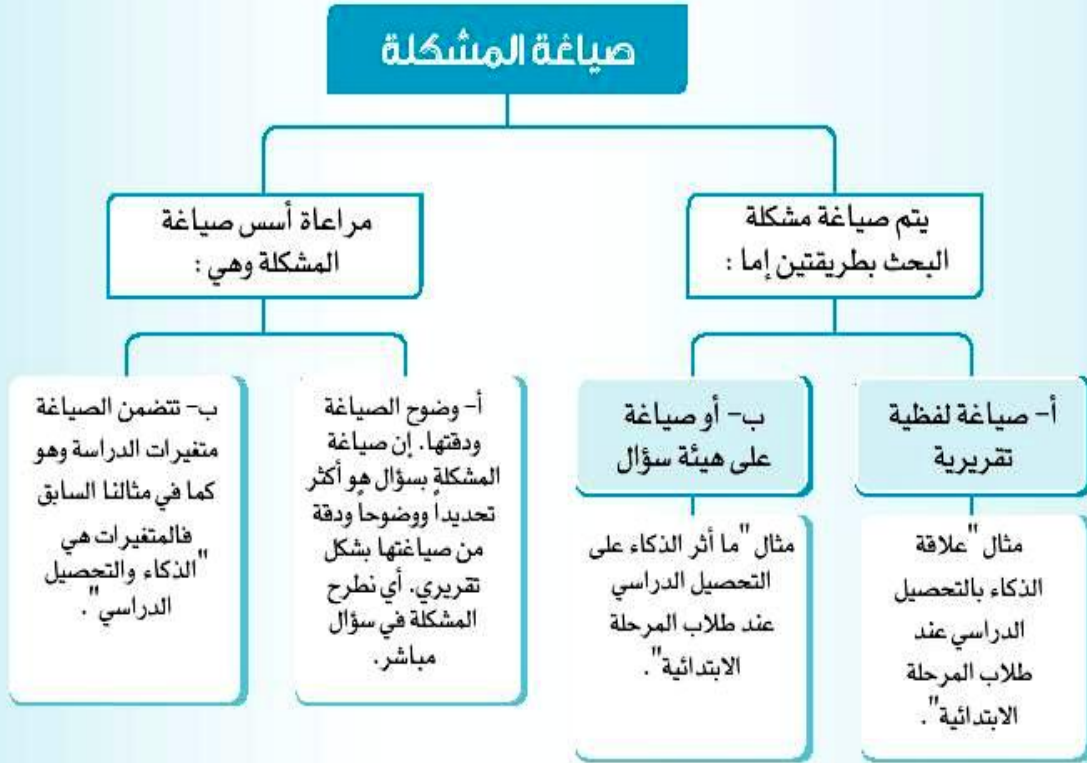 صياغة المشكلة
يتم صياغة مشكلة
البحث بطريقتين إما :
أ- صياغة لفظية
تقريرية
مثال "علاقة
الذكاء بالتحصيل
الدراسي عند
طلاب المرحلة
الابتدائية".
ب- أو صياغة
على هيئة سؤال
مثال "ما أثر الذكاء على
التحصيل الدراسي
عند طلاب المرحلة
الابتدائية".
مراعاة أسس صياغة
المشكلة وهي :
أ- وضوح الصياغة
ودقتها. إن صياغة
المشكلة بسؤال هو أكثر
تحديداً ووضوحاً ودقة
من صياغتها بشكل
تقريري. أي نطرح
المشكلة في سؤال
مباشر.
ب- تتضمن الصياغة
متغيرات الدراسة وهو
كما في مثالنا السابق
فالمتغيرات هي
"الذكاء والتحصيل
الدراسي".